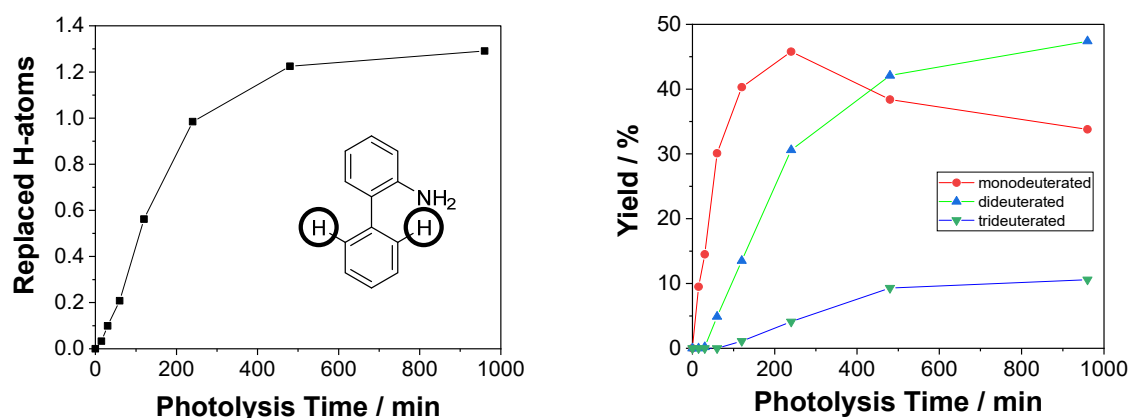 1.4
1.2
1.0
0.8
0.6
0.4
0.2
0.0
Replaced H-atoms
NH2
H
H
0 200 400 600 800 1000
Photolysis Time / min
50
40
30
20
10
0
Yield / %
monodeuterated
dideuterated
trideuterated
0 200 400 600 800 1000
Photolysis Time / min